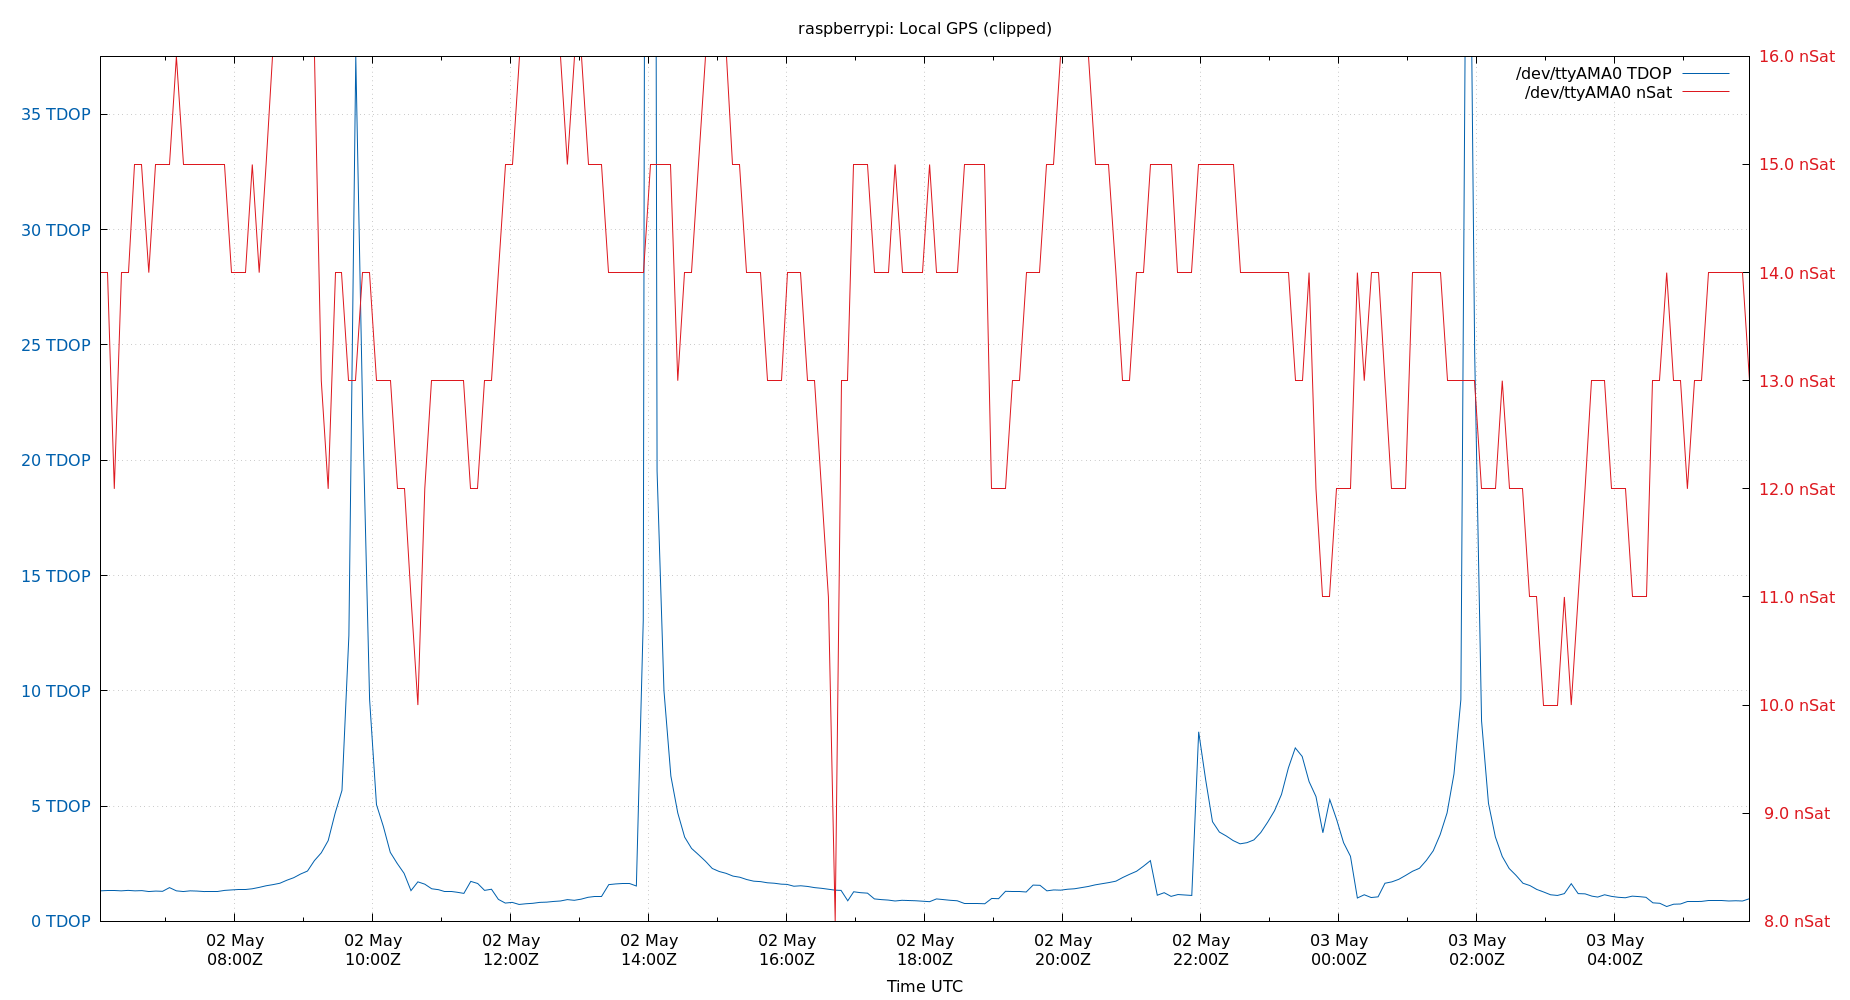 raspberrypi: Local GPS (clipped)
/dev/ttyAMA0 TDOP
/dev/ttyAMA0 nSat
35 TDOP
30 TDOP
25 TDOP
20 TDOP
15 TDOP
10 TDOP
5 TDOP
0 TDOP
16.0 nSat
15.0 nSat
14.0 nSat
13.0 nSat
12.0 nSat
11.0 nSat
10.0 nSat
9.0 nSat
8.0 nSat
02 May
08:00Z
02 May
10:00Z
02 May
12:00Z
02 May
14:00Z
02 May
16:00Z
02 May
18:00Z
02 May
20:00Z
02 May
22:00Z
03 May
00:00Z
03 May
02:00Z
03 May
04:00Z
Time UTC